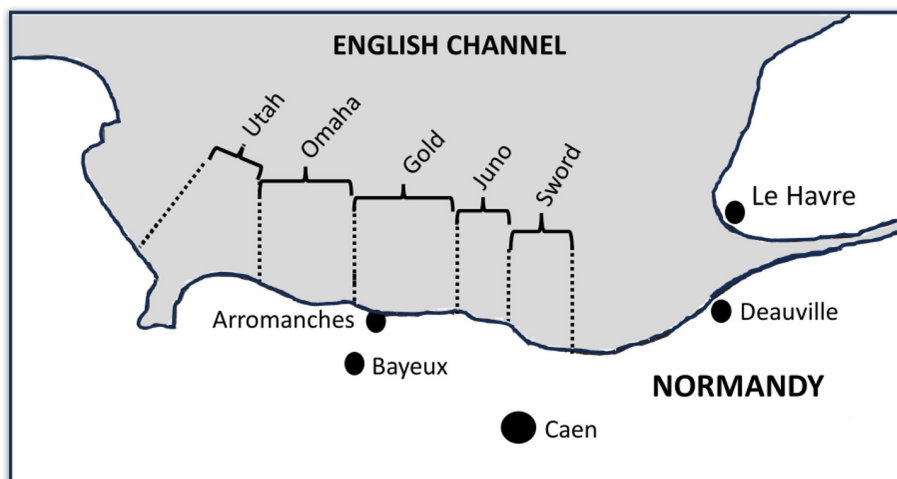 ENGLISH CHANNEL
Utah
Omaha
Gold
Juno
Sword
Le Havre
Arromanches
Deauville
Bayeux
NORMANDY
Caen